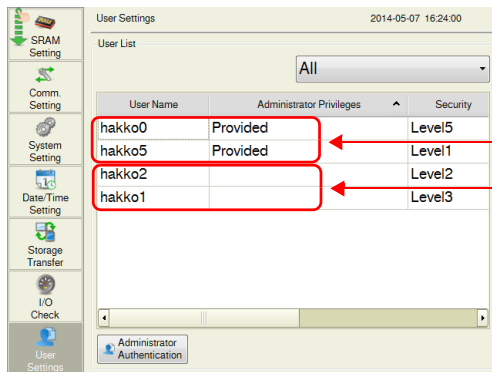 User Settings
2014-05-07 16:24:00
SRAM
Setting
User List
All
Comm.
Setting
User Name
Administrator Privileges
Security
hakko0
Provided
Level5
System
Setting
hakko5
Provided
Level1
hakko2
Level2
Date/Time
Setting
hakko1
Level3
Storage
Transfer
I/O
Check
User
Settings
Administrator
Authentication